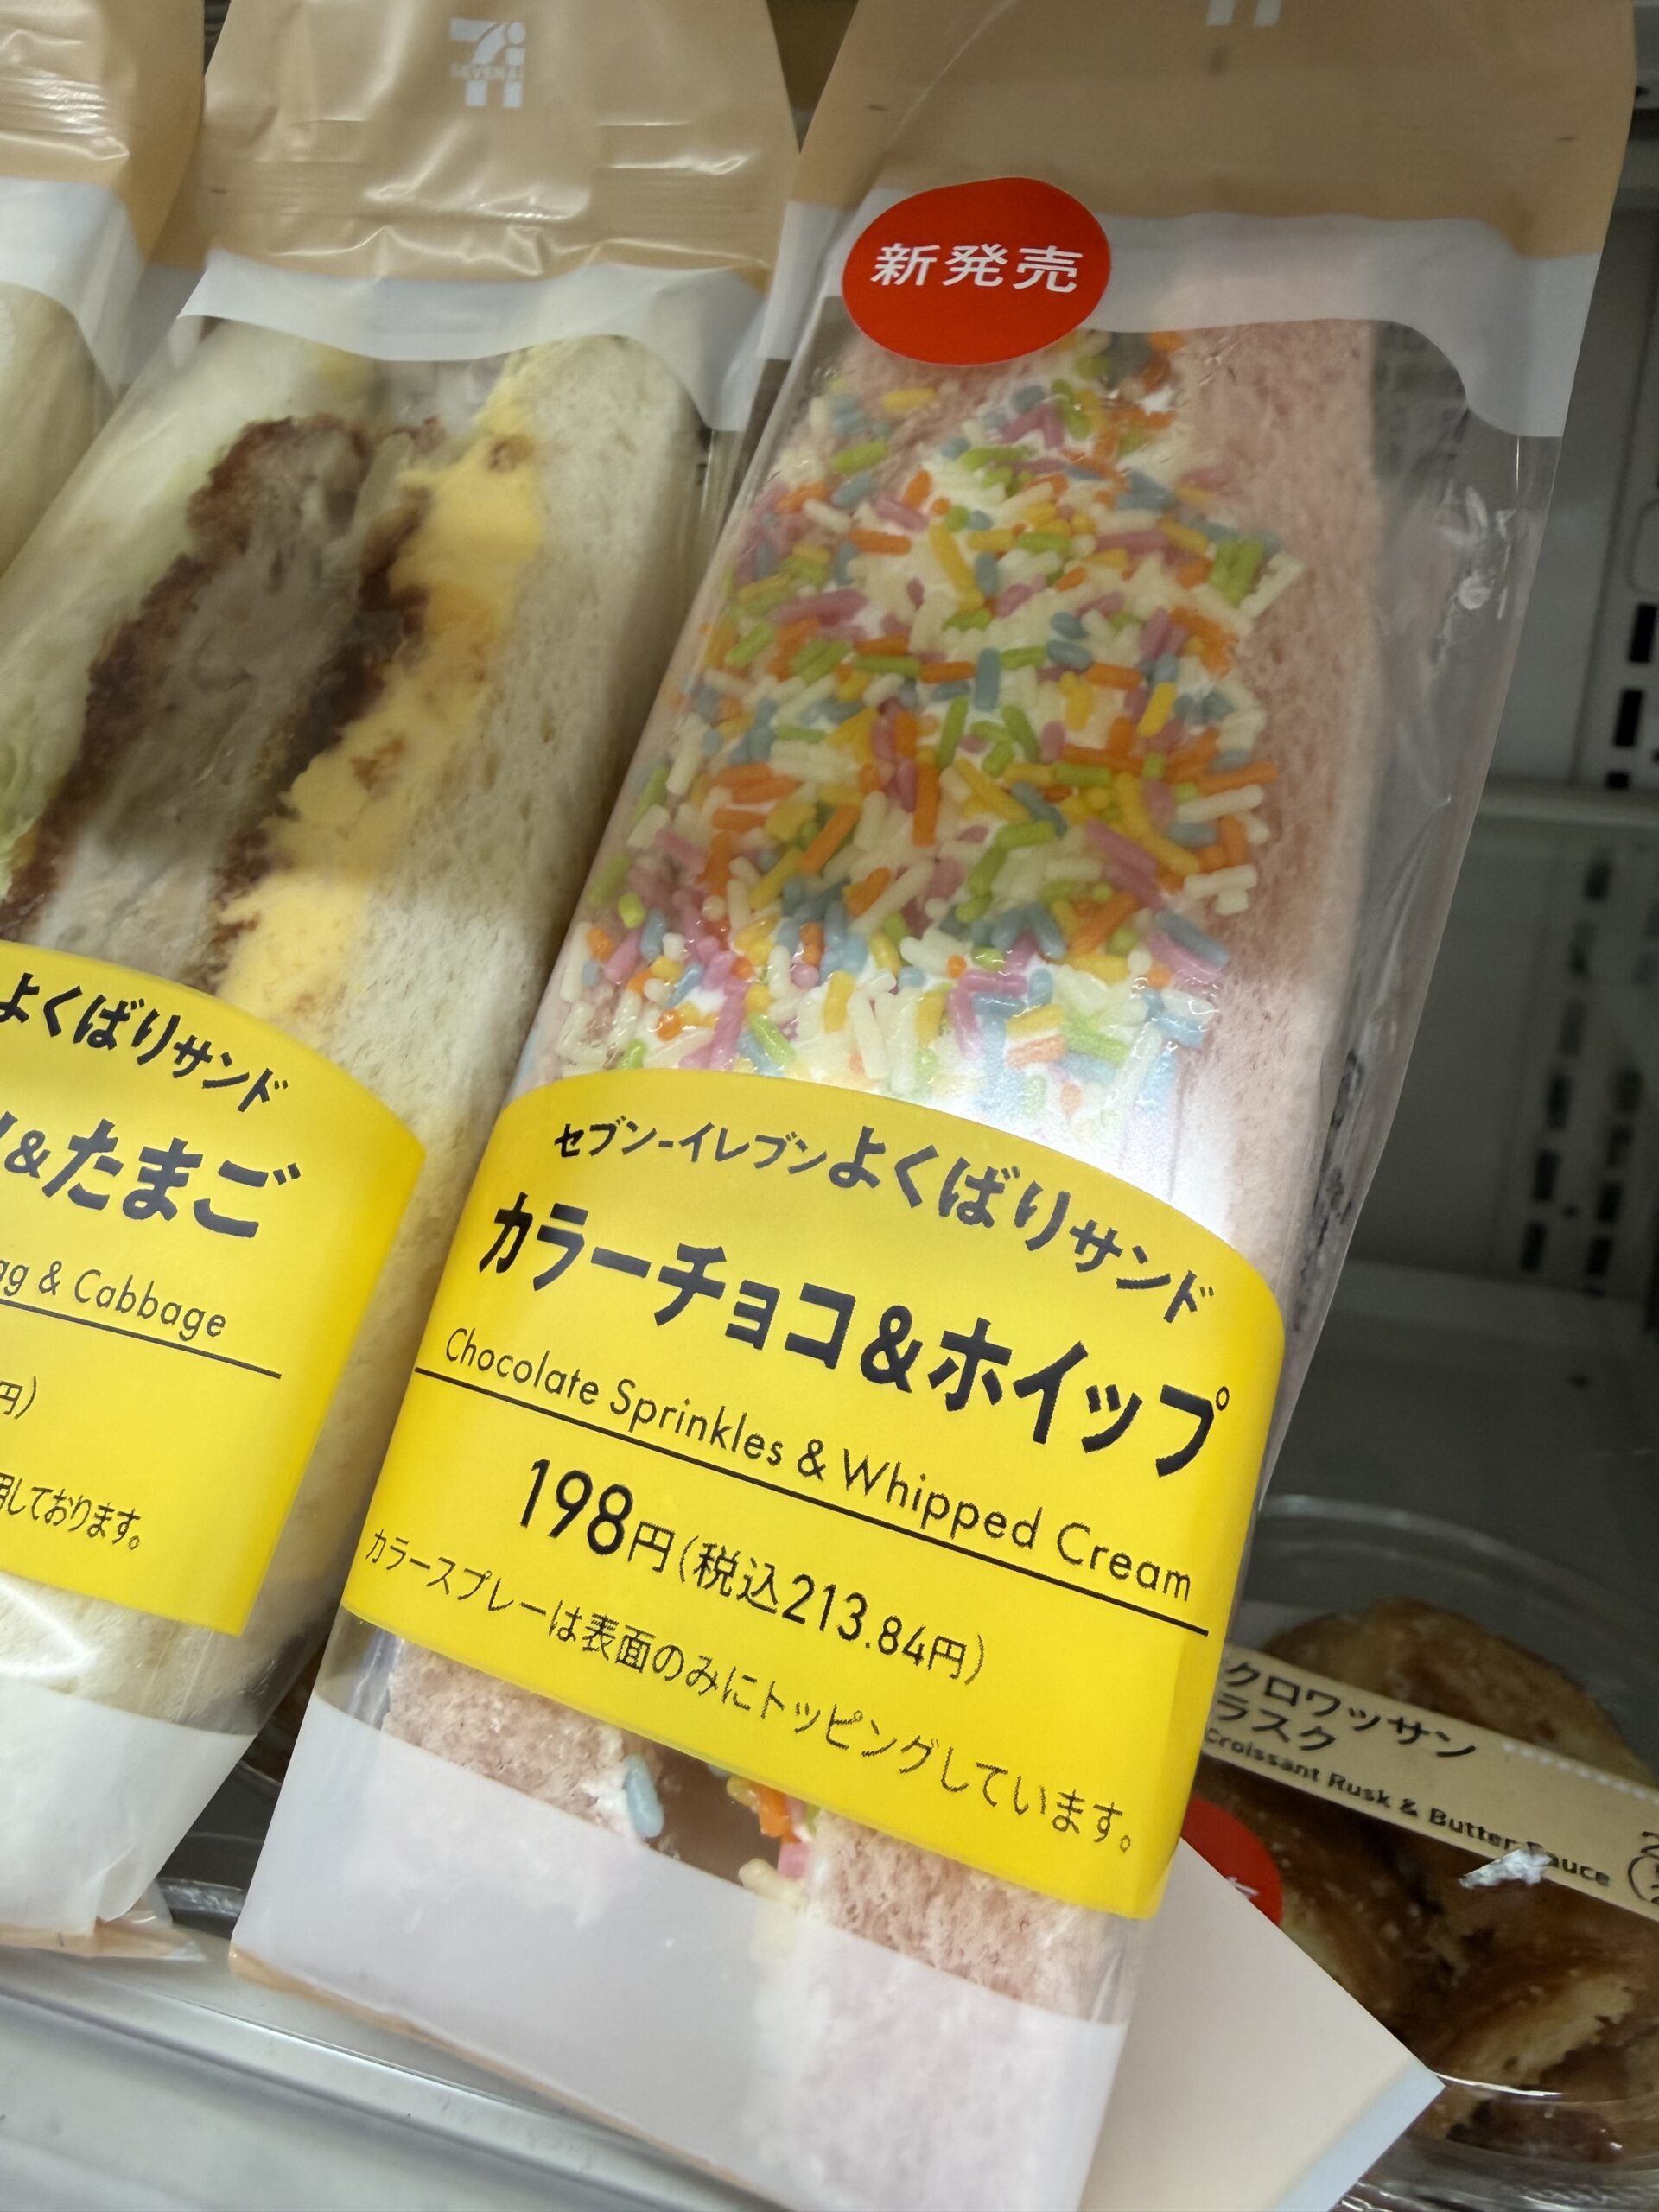 新発売
よくばりサンド
&たまご
& Cabbage
円)
しております。
セブン-イレブンよくばりサンド
カラーチョコ&ホイップ
Chocolate Sprinkles & Whipped Cream
198円(税込213.84円)
カラースプレーは表面のみにトッピングしています。
クロワッサン
ラスク
Croissant Rusk & Butter Sauce